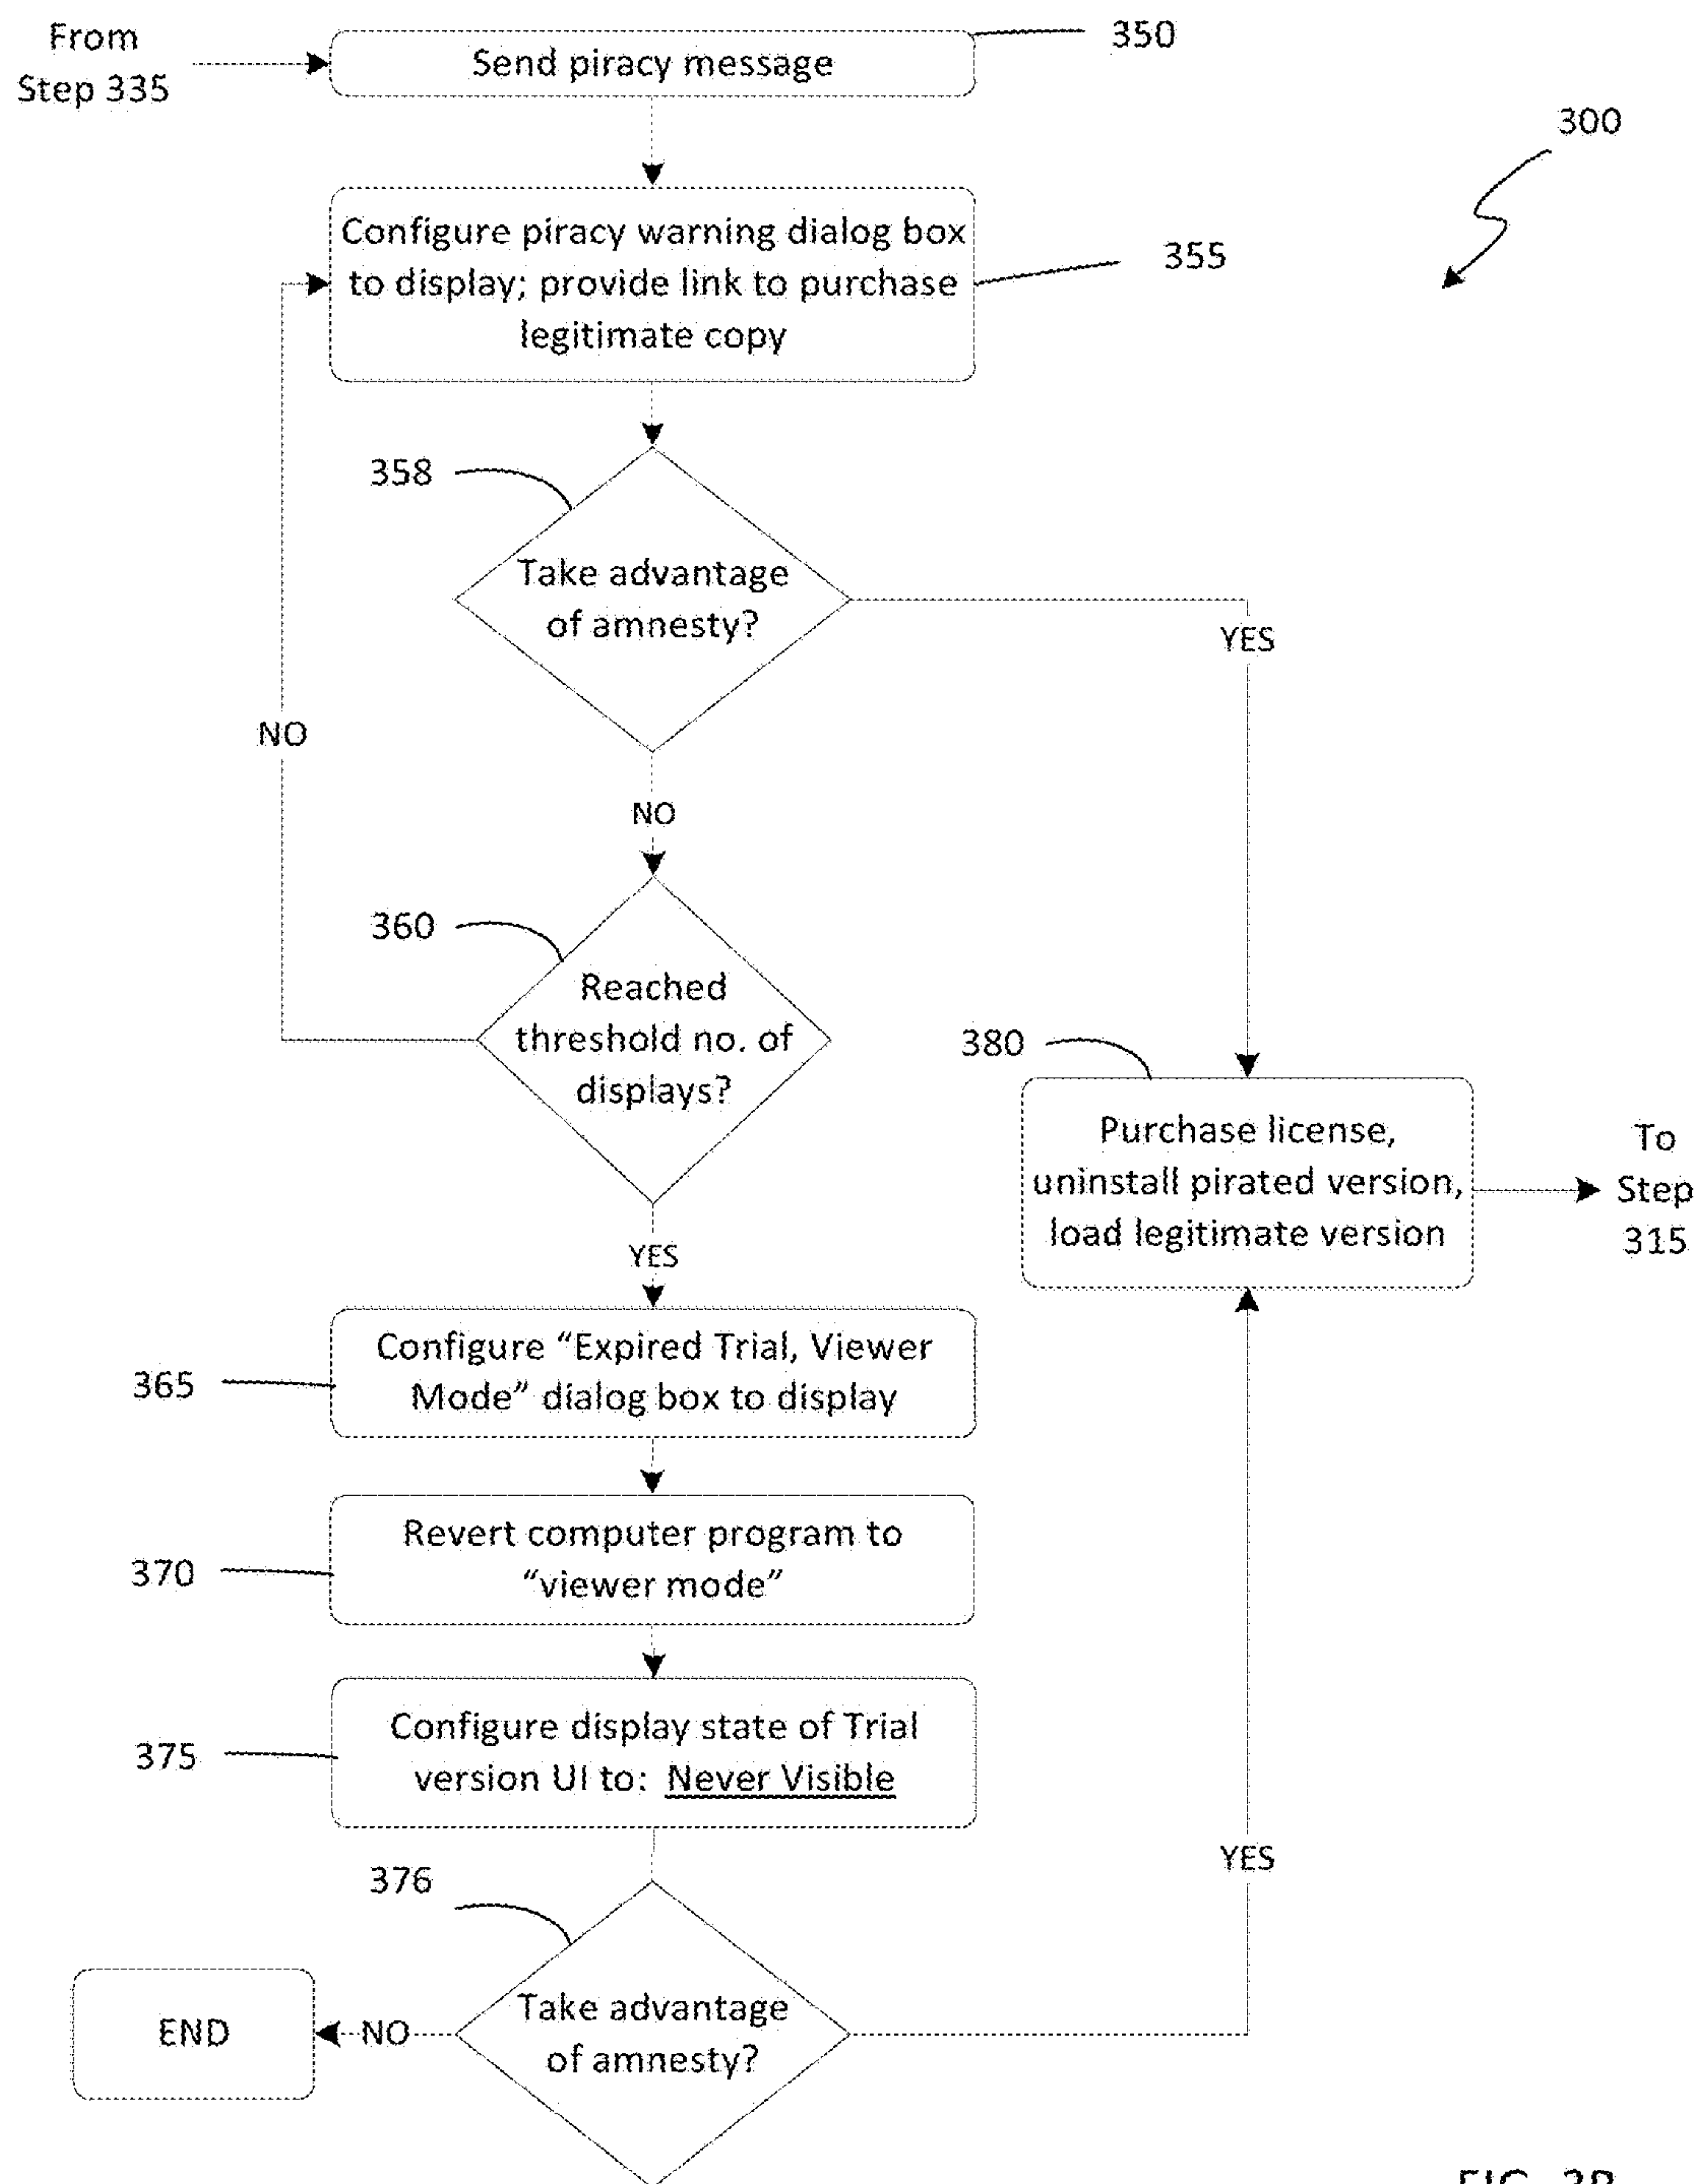 From
Step 335
Send piracy message
350
300
Configure piracy warning dialog box
to display; provide link to purchase
legitimate copy
355
358
Take advantage
of amnesty?
YES
NO
NO
360
Reached
threshold no. of
displays?
380
Purchase license,
uninstall pirated version,
load legitimate version
To
Step
315
YES
Configure “Expired Trial, Viewer
Mode” dialog box to display
365
Revert computer program to
“viewer mode”
370
Configure display state of Trial
version UI to: Never Visible
375
376
YES
Take advantage
of amnesty?
NO
END
FIG. 3B